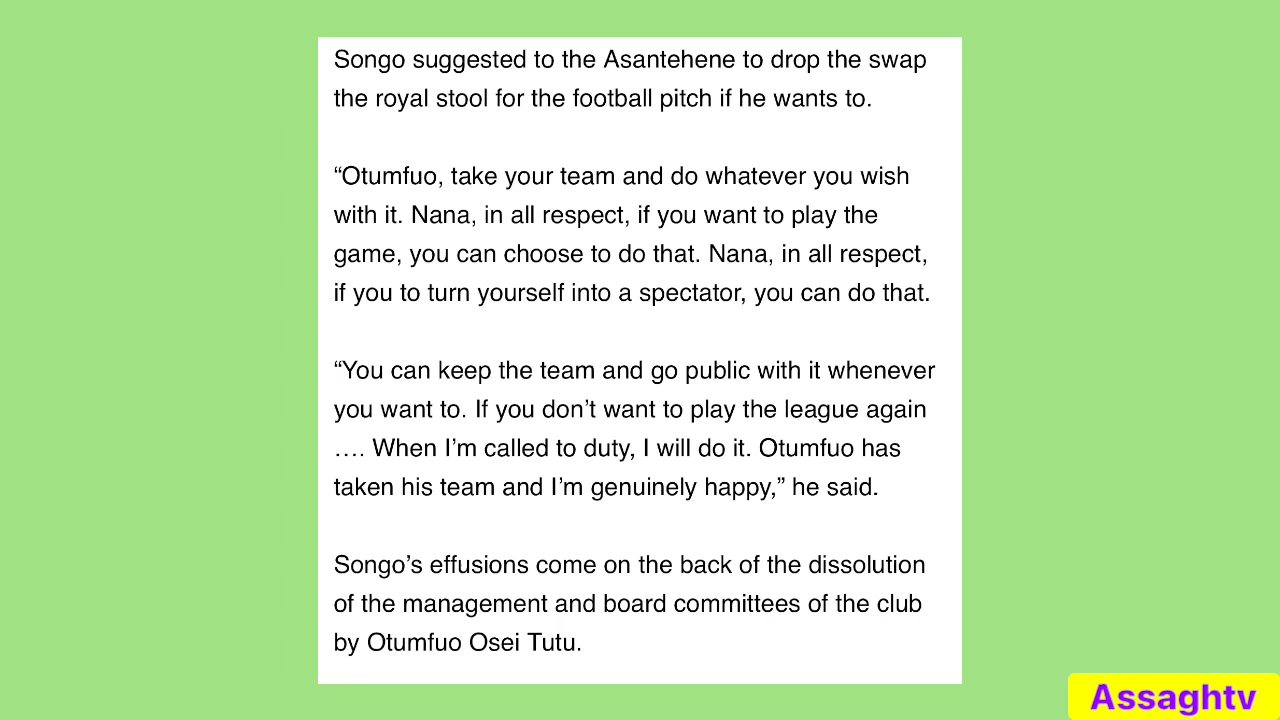 Songo suggested to the Asantehene to drop the swap
the royal stool for the football pitch if he wants to.
“Otumfuo, take your team and do whatever you wish
with it. Nana, in all respect, if you want to play the
game, you can choose to do that. Nana, in all respect,
if you to turn yourself into a spectator, you can do that.
“You can keep the team and go public with it whenever
you want to. If you don’t want to play the league again
…. When I’m called to duty, I will do it. Otumfuo has
taken his team and I’m genuinely happy,” he said.
Songo’s effusions come on the back of the dissolution
of the management and board committees of the club
by Otumfuo Osei Tutu.
Assaghtv